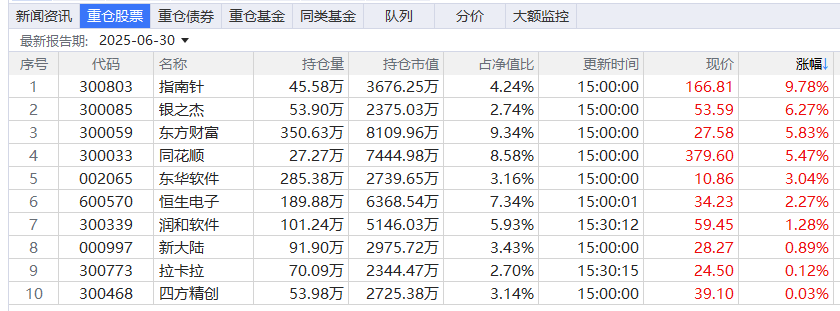 新闻资讯 重仓股票 重仓债券 重仓基金 同类基金 队列 分价 大额监控
最新报告期: 2025-06-30
序号 代码 名称 持仓量 持仓市值 占净值比 更新时间 现价 涨幅↓
1 300803 指南针 45.58万 3676.25万 4.24% 15:00:00 166.81 9.78%
2 300085 银之杰 53.90万 2375.03万 2.74% 15:00:00 53.59 6.27%
3 300059 东方财富 350.63万 8109.96万 9.34% 15:00:00 27.58 5.83%
4 300033 同花顺 27.27万 7444.98万 8.58% 15:00:00 379.60 5.47%
5 002065 东华软件 285.38万 2739.65万 3.16% 15:00:00 10.86 3.04%
6 600570 恒生电子 189.88万 6368.54万 7.34% 15:00:01 34.23 2.27%
7 300339 润和软件 101.24万 5146.03万 5.93% 15:30:12 59.45 1.28%
8 000997 新大陆 91.90万 2975.72万 3.43% 15:00:00 28.27 0.89%
9 300773 拉卡拉 70.09万 2344.47万 2.70% 15:30:15 24.50 0.12%
10 300468 四方精创 53.98万 2725.38万 3.14% 15:00:00 39.10 0.03%